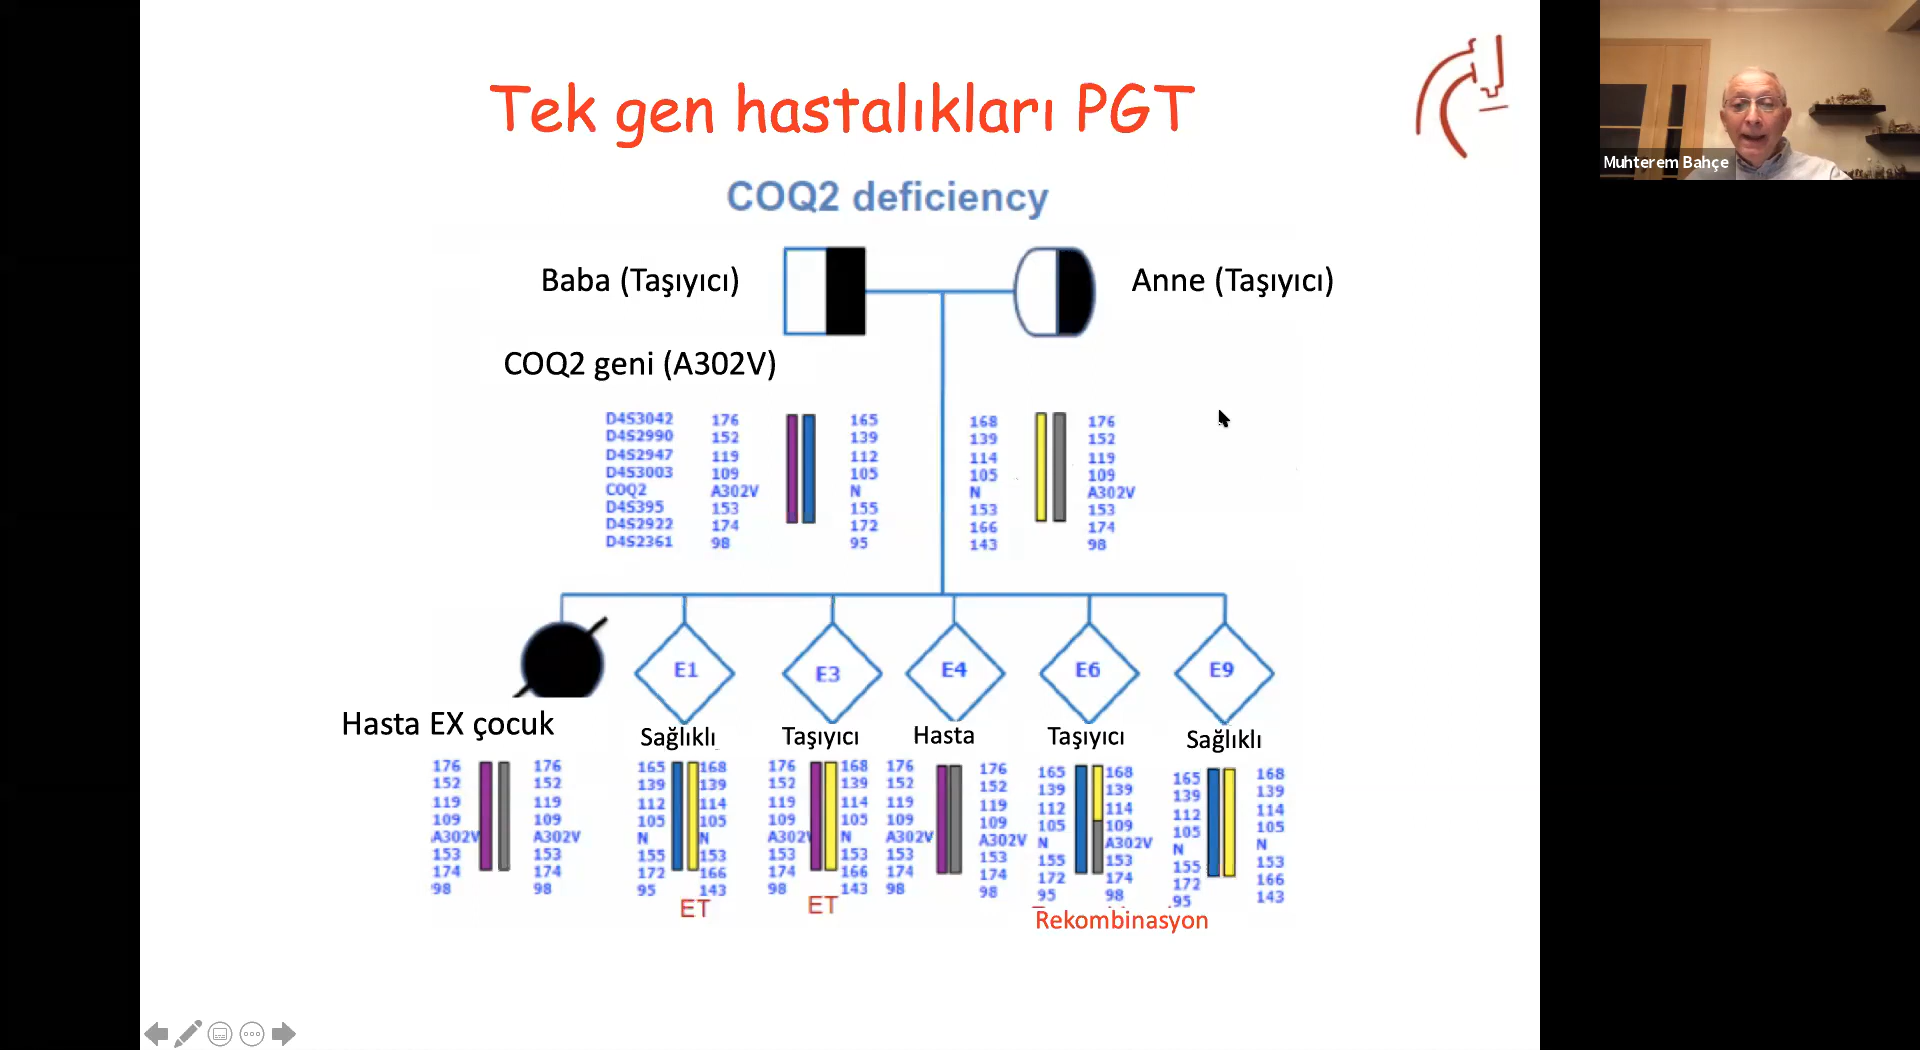 Tek gen hastalıkları PGT
Muhterem Bahçe
COQ2 deficiency
Baba (Taşıyıcı)
Anne (Taşıyıcı)
COQ2 geni (A302V)
D4S3042 176 165 168 176
D4S2990 152 139 139 152
D4S2947 119 112 114 119
D4S3003 109 105 105 109
COQ2 A302V N N A302V
D4S395 153 155 153 153
D4S2922 174 172 166 174
D4S2361 98 95 143 98
E1 E3 E4 E6 E9
Hasta EX çocuk
Sağlıklı Taşıyıcı Hasta Taşıyıcı Sağlıklı
176 176 165 168 176 168 176 176 165 168 165 168
152 152 139 139 152 139 152 152 139 139 139 139
119 119 112 114 119 114 119 119 112 114 112 114
109 109 105 105 109 105 109 109 105 109 105 105
A302V A302V N N A302V N A302V A302V N A302V N N
153 153 155 153 153 153 153 153 155 153 155 153
174 174 172 166 174 166 174 174 172 174 172 166
98 98 95 143 98 143 98 98 95 98 95 143
ET ET
Rekombinasyon